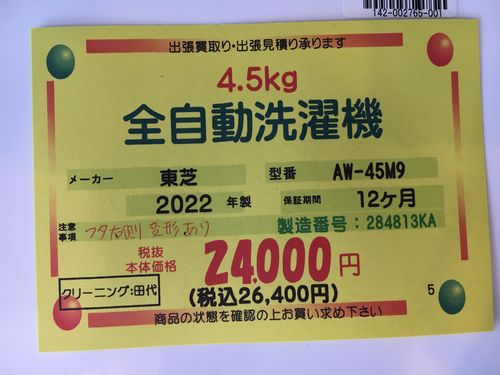 142-002765-001
出張買取り・出張見積り承ります
4.5kg
全自動洗濯機
メーカー 東芝 型番 AW-45M9
2022 年製 保証期間 12ヶ月
注意事項 フタ右側 変形あり 製造番号:284813KA
税抜
本体価格 24,000円
クリーニング:田代 (税込26,400円) 5
商品の状態を確認の上お買い求め下さい